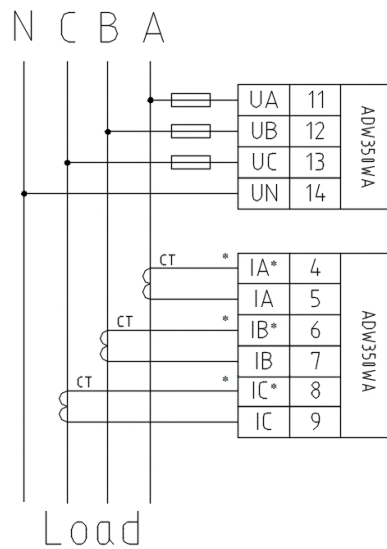 N C B A
UA 11
UB 12
UC 13
UN 14
ADW350WA
CT * IA* 4
IA 5
CT * IB* 6
IB 7
CT * IC* 8
IC 9
ADW350WA
Load